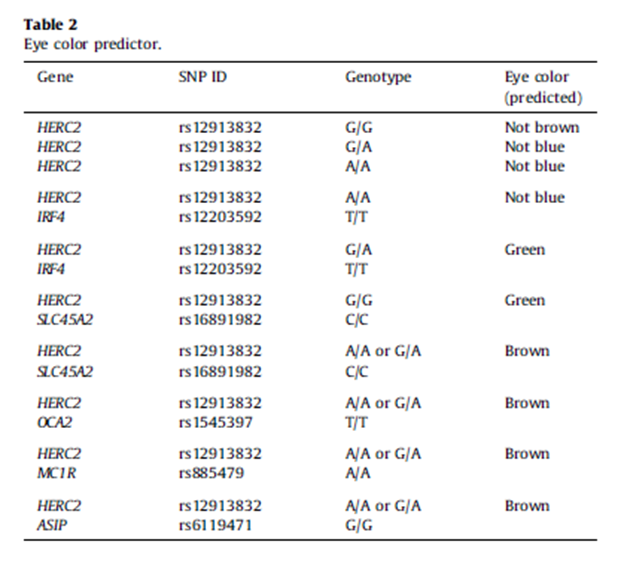 Table 2
Eye color predictor.
Gene SNP ID Genotype Eye color
(predicted)
HERC2 rs12913832 G/G Not brown
HERC2 rs12913832 G/A Not blue
HERC2 rs12913832 A/A Not blue
HERC2 rs12913832 A/A Not blue
IRF4 rs12203592 T/T
HERC2 rs12913832 G/A Green
IRF4 rs12203592 T/T
HERC2 rs12913832 G/G Green
SLC45A2 rs16891982 C/C
HERC2 rs12913832 A/A or G/A Brown
SLC45A2 rs16891982 C/C
HERC2 rs12913832 A/A or G/A Brown
OCA2 rs1545397 T/T
HERC2 rs12913832 A/A or G/A Brown
MC1R rs885479 A/A
HERC2 rs12913832 A/A or G/A Brown
ASIP rs6119471 G/G